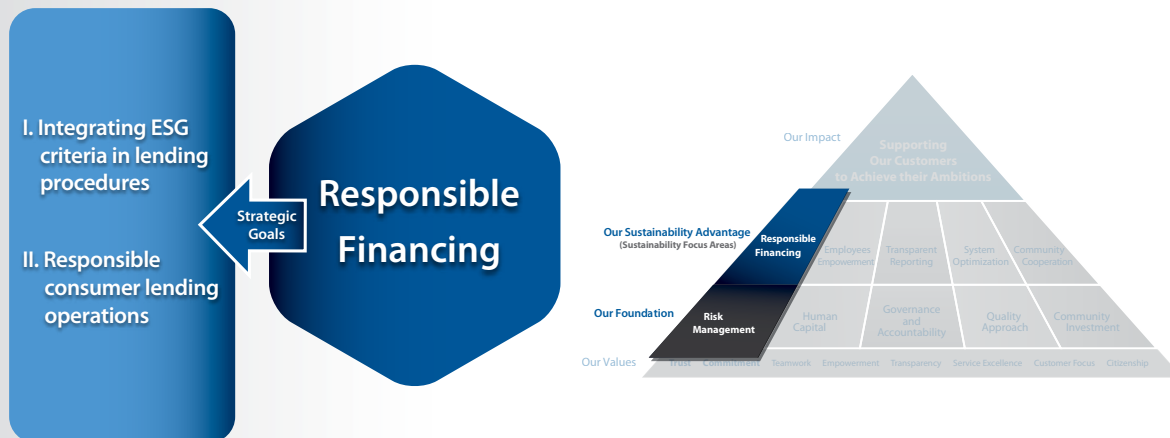 I. Integrating ESG
criteria in lending
procedures
II. Responsible
consumer lending
operations
Strategic
Goals
Responsible
Financing
Our Impact
Supporting
Our Customers
to Achieve their Ambitions
Our Sustainability Advantage
(Sustainability Focus Areas)
Responsible
Financing
Employees
Empowerment
Transparent
Reporting
System
Optimization
Community
Cooperation
Our Foundation
Risk
Management
Human
Capital
Governance
and
Accountability
Quality
Approach
Community
Investment
Our Values
Trust Commitment Teamwork Empowerment Transparency Service Excellence Customer Focus Citizenship